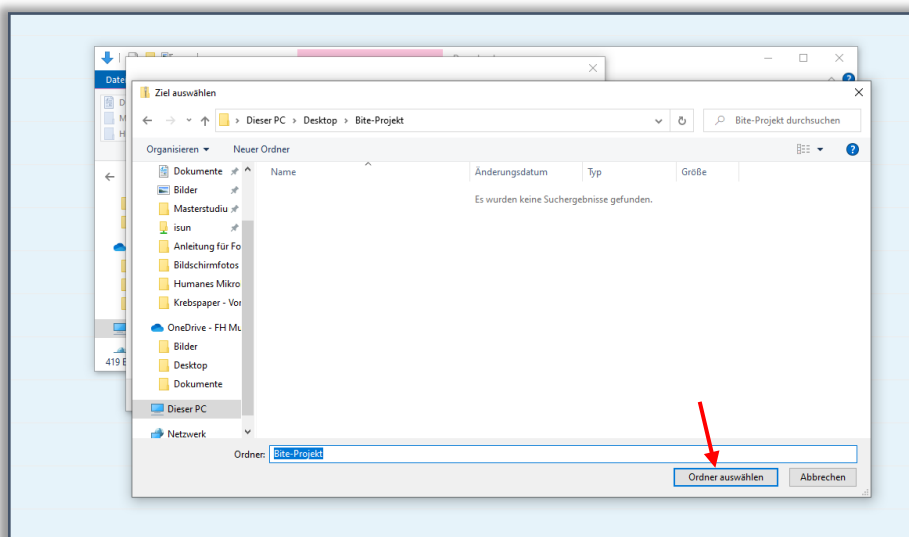 Date
Ziel auswählen
Dieser PC > Desktop > Bite-Projekt
Bite-Projekt durchsuchen
Organisieren
Neuer Ordner
Dokumente
Bilder
Masterstudiu
isun
Anleitung für Fo
Bildschirmfotos
Humanes Mikro
Krebspaper - Vor
OneDrive - FH Mu
Bilder
Desktop
Dokumente
Dieser PC
Netzwerk
Name
Änderungsdatum
Typ
Größe
Es wurden keine Suchergebnisse gefunden.
D
M
H
419 E
Ordner: Bite-Projekt
Ordner auswählen
Abbrechen